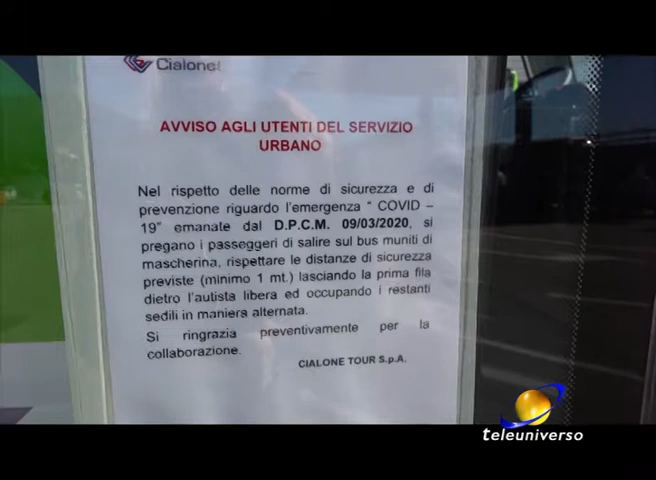 Cialone
AVVISO AGLI UTENTI DEL SERVIZIO
URBANO
Nel rispetto delle norme di sicurezza e di
prevenzione riguardo l'emergenza " COVID –
19" emanate dal D.P.C.M. 09/03/2020, si
pregano i passeggeri di salire sul bus muniti di
mascherina, rispettare le distanze di sicurezza
previste (minimo 1 mt.) lasciando la prima fila
dietro l'autista libera ed occupando i restanti
sedili in maniera alternata.
Si ringrazia preventivamente per la
collaborazione.
CIALONE TOUR S.p.A.
teleuniverso